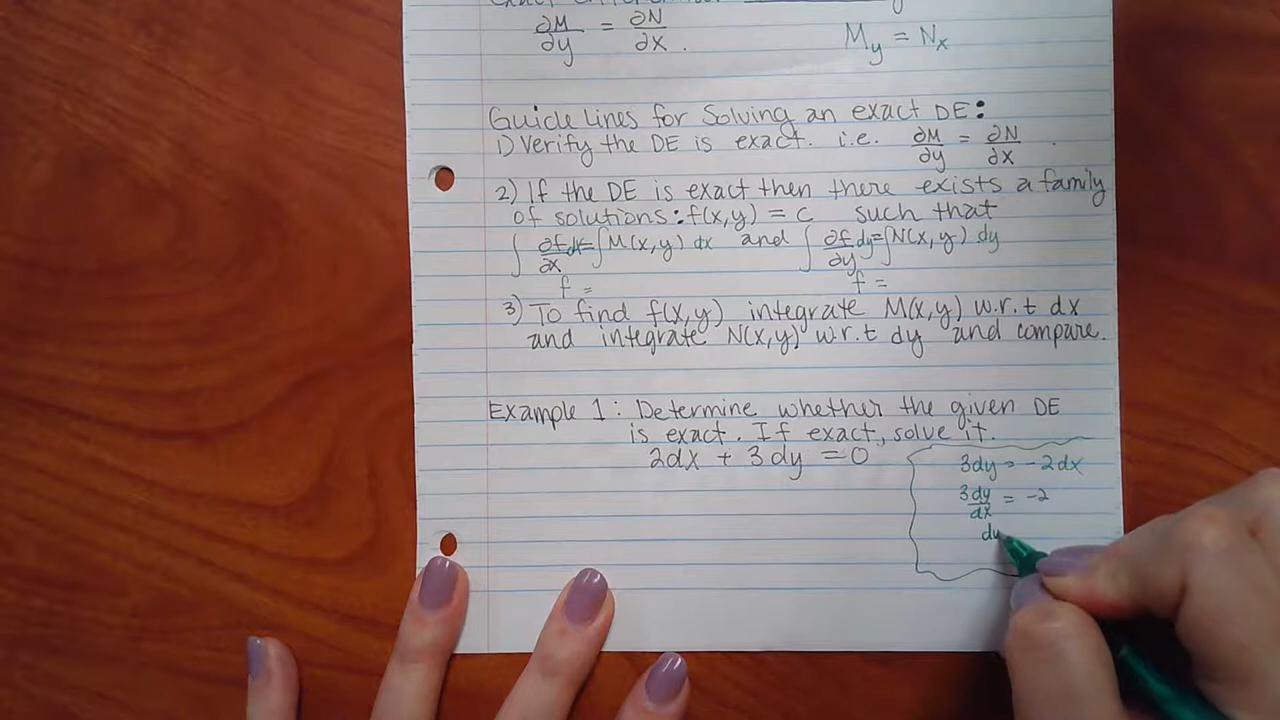 ∂M/∂y = ∂N/∂x. My = Nx
Guidelines for Solving an exact DE:
1) Verify the DE is exact. i.e. ∂M/∂y = ∂N/∂x.
2) If the DE is exact then there exists a family
of solutions: f(x,y) = c such that
∫ ∂f/∂x dx = ∫ M(x,y) dx and ∫ ∂f/∂y dy = ∫ N(x,y) dy
f = f =
3) To find f(x,y) integrate M(x,y) w.r.t dx
and integrate N(x,y) w.r.t dy and compare.
Example 1: Determine whether the given DE
is exact. If exact, solve it.
2dx + 3dy = 0
3dy = -2dx
3dy/dx = -2
dy